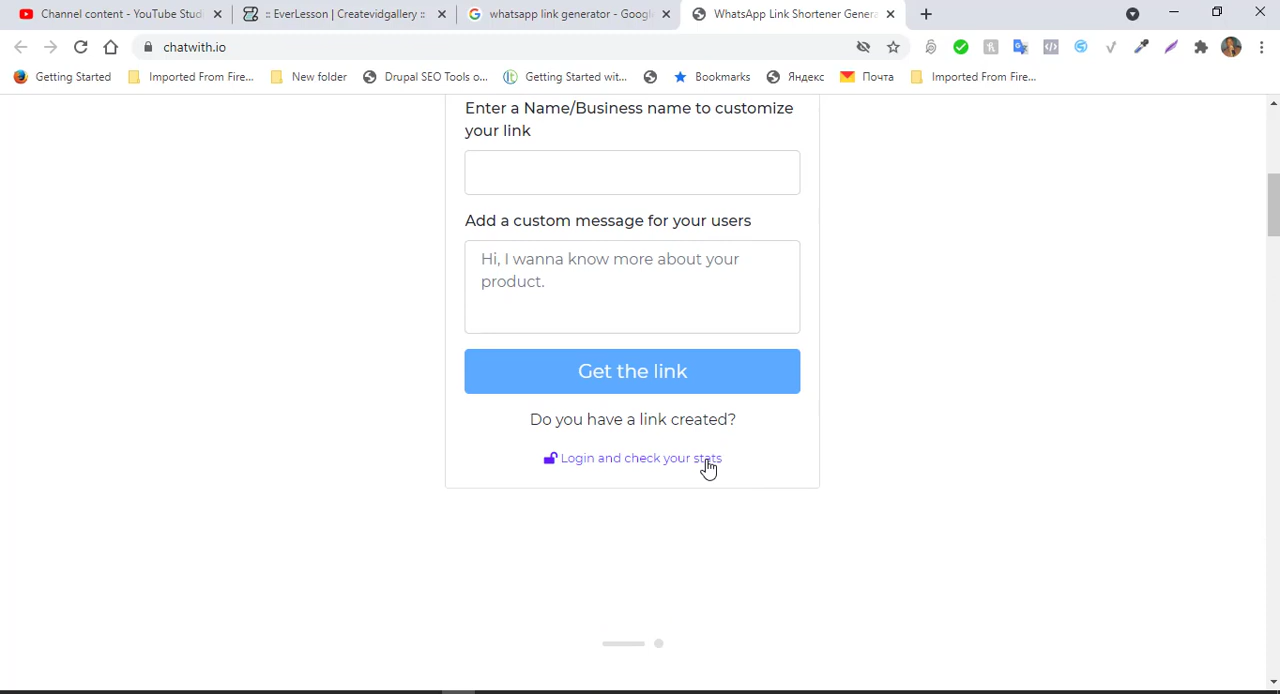 Channel content - YouTube Stud
:: EverLesson | Createvidgallery ::
whatsapp link generator - Google
WhatsApp Link Shortener Genera
chatwith.io
Getting Started
Imported From Fire...
New folder
Drupal SEO Tools o...
Getting Started wit...
Bookmarks
Яндекс
Почта
Imported From Fire...
Enter a Name/Business name to customize
your link
Add a custom message for your users
Hi, I wanna know more about your
product.
Get the link
Do you have a link created?
Login and check your stats